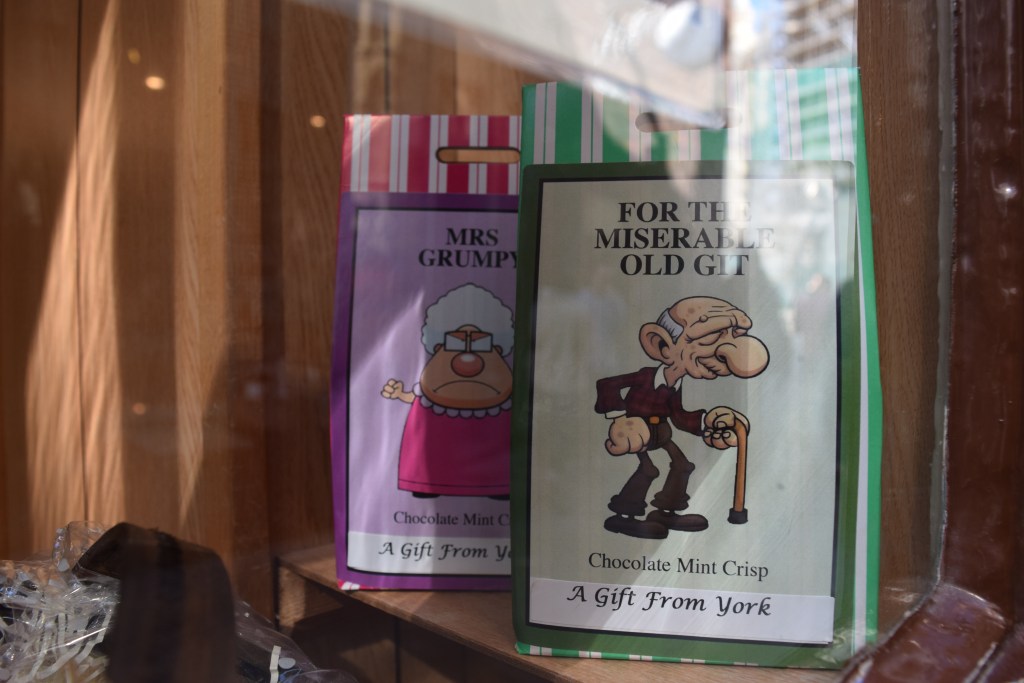 MRS
GRUMPY
Chocolate Mint
A Gift From
FOR THE
MISERABLE
OLD GIT
Chocolate Mint Crisp
A Gift From York